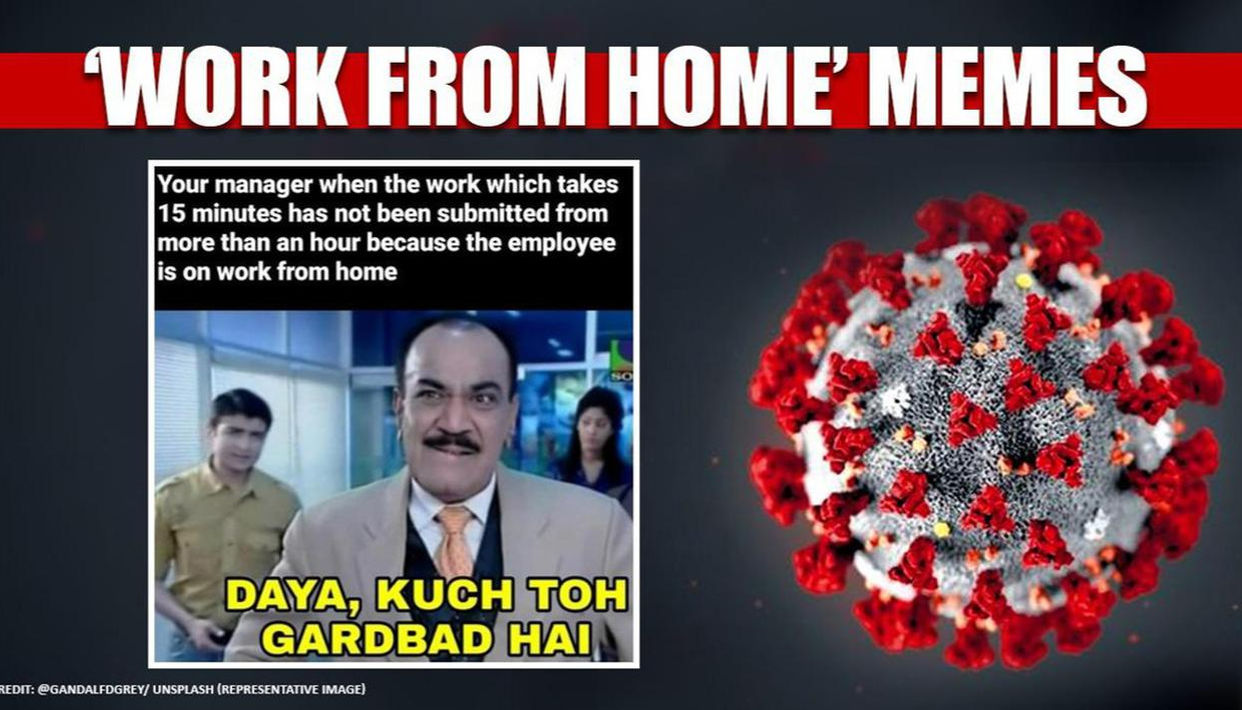 ‘WORK FROM HOME’ MEMES
Your manager when the work which takes
15 minutes has not been submitted from
more than an hour because the employee
is on work from home
SO
DAYA, KUCH TOH
GARDBAD HAI
REDIT: @GANDALFDGREY/ UNSPLASH (REPRESENTATIVE IMAGE)